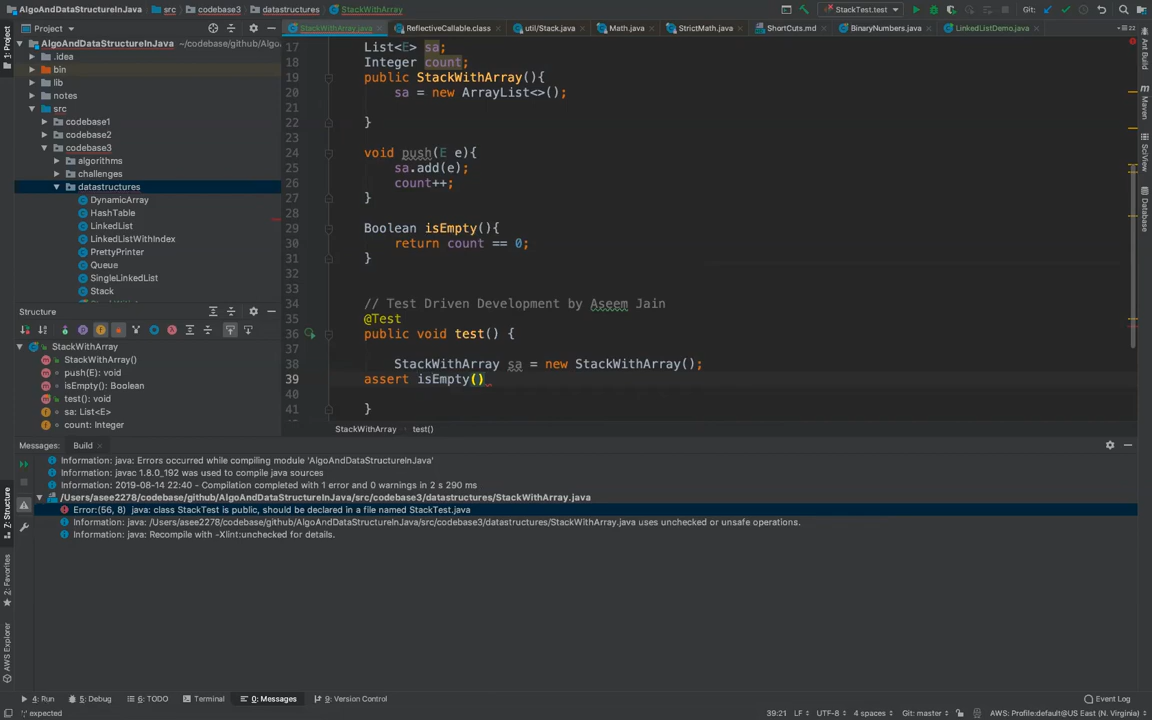 AlgoAndDataStructureInJava src codebase3 datastructures StackWithArray StackTest.test Git:
Project StackWithArray.java ReflectiveCallable.class util/Stack.java Math.java StrictMath.java ShortCuts.md BinaryNumbers.java LinkedListDemo.java
AlgoAndDataStructureInJava ~/codebase/github/Algo
.idea
bin
lib
notes
src
codebase1
codebase2
codebase3
algorithms
challenges
datastructures
DynamicArray
HashTable
LinkedList
LinkedListWithIndex
PrettyPrinter
Queue
SingleLinkedList
Stack
Structure
StackWithArray
StackWithArray()
push(E): void
isEmpty(): Boolean
test(): void
sa: List<E>
count: Integer
17 List<E> sa;
18 Integer count;
19 public StackWithArray(){
20 sa = new ArrayList<>();
21
22 }
23
24 void push(E e){
25 sa.add(e);
26 count++;
27 }
28
29 Boolean isEmpty(){
30 return count == 0;
31 }
32
33
34 // Test Driven Development by Aseem Jain
35 @Test
36 public void test() {
37
38 StackWithArray sa = new StackWithArray();
39 assert isEmpty()
40
41 }
StackWithArray test()
Messages: Build
Information: java: Errors occurred while compiling module 'AlgoAndDataStructureInJava'
Information: javac 1.8.0_192 was used to compile java sources
Information: 2019-08-14 22:40 - Compilation completed with 1 error and 0 warnings in 2 s 290 ms
/Users/asee2278/codebase/github/AlgoAndDataStructureInJava/src/codebase3/datastructures/StackWithArray.java
Error:(56, 8) java: class StackTest is public, should be declared in a file named StackTest.java
Information: java: /Users/asee2278/codebase/github/AlgoAndDataStructureInJava/src/codebase3/datastructures/StackWithArray.java uses unchecked or unsafe operations.
Information: java: Recompile with -Xlint:unchecked for details.
4: Run 5: Debug 6: TODO Terminal 0: Messages 9: Version Control Event Log
';' expected 39:21 LF UTF-8 4 spaces Git: master AWS: Profile:default@US East (N. Virginia)
1: Project
Z: Structure
2: Favorites
AWS Explorer
Ant Build
Maven
SciView
Database